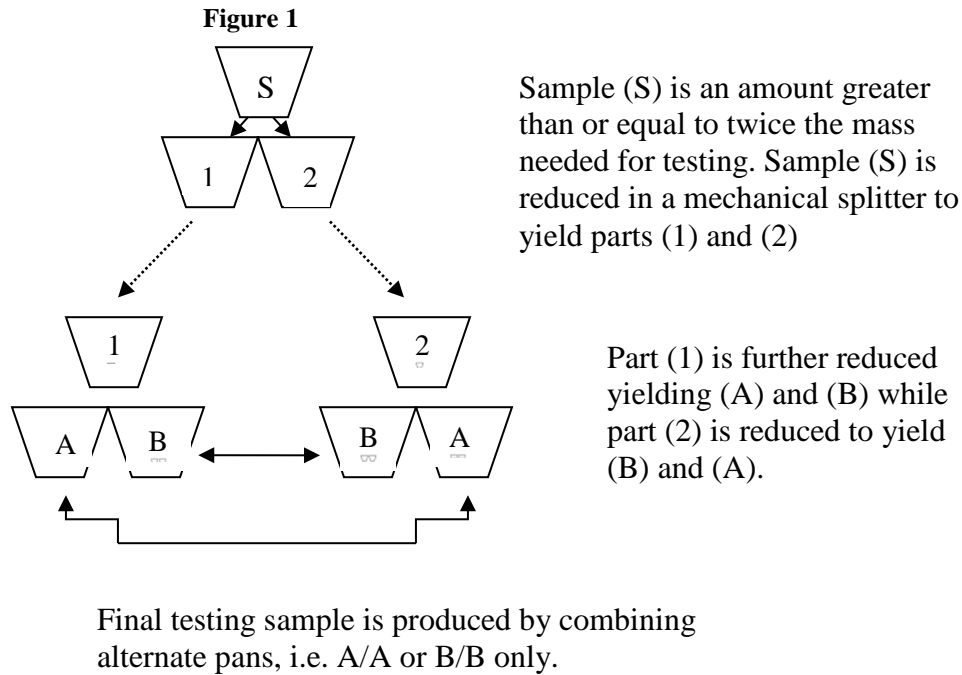 Figure 1
S
Sample (S) is an amount greater
than or equal to twice the mass
needed for testing. Sample (S) is
reduced in a mechanical splitter to
yield parts (1) and (2)
1 2
1 2
Part (1) is further reduced
yielding (A) and (B) while
part (2) is reduced to yield
(B) and (A).
A B B A
Final testing sample is produced by combining
alternate pans, i.e. A/A or B/B only.